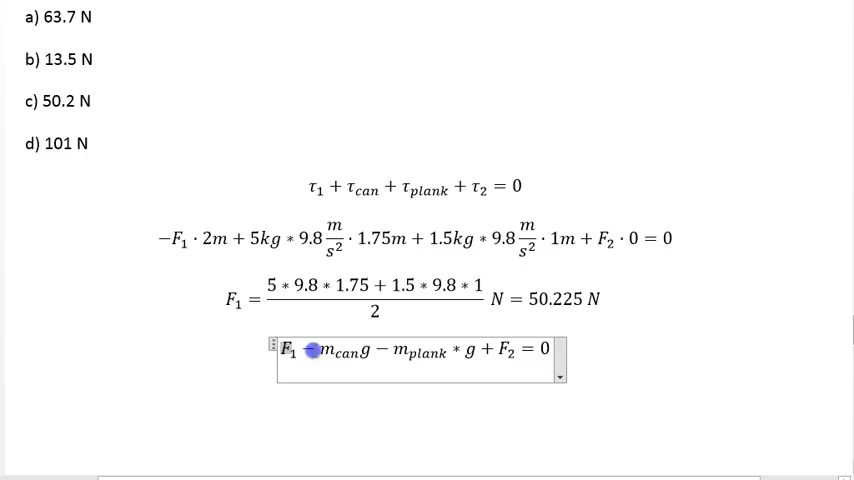 a) 63.7 N
b) 13.5 N
c) 50.2 N
d) 101 N
τ₁ + τ_can + τ_plank + τ₂ = 0
−F₁ · 2m + 5kg ∗ 9.8 m/s² · 1.75m + 1.5kg ∗ 9.8 m/s² · 1m + F₂ · 0 = 0
F₁ = (5 ∗ 9.8 ∗ 1.75 + 1.5 ∗ 9.8 ∗ 1)/2 N = 50.225 N
F₁ − m_can g − m_plank ∗ g + F₂ = 0